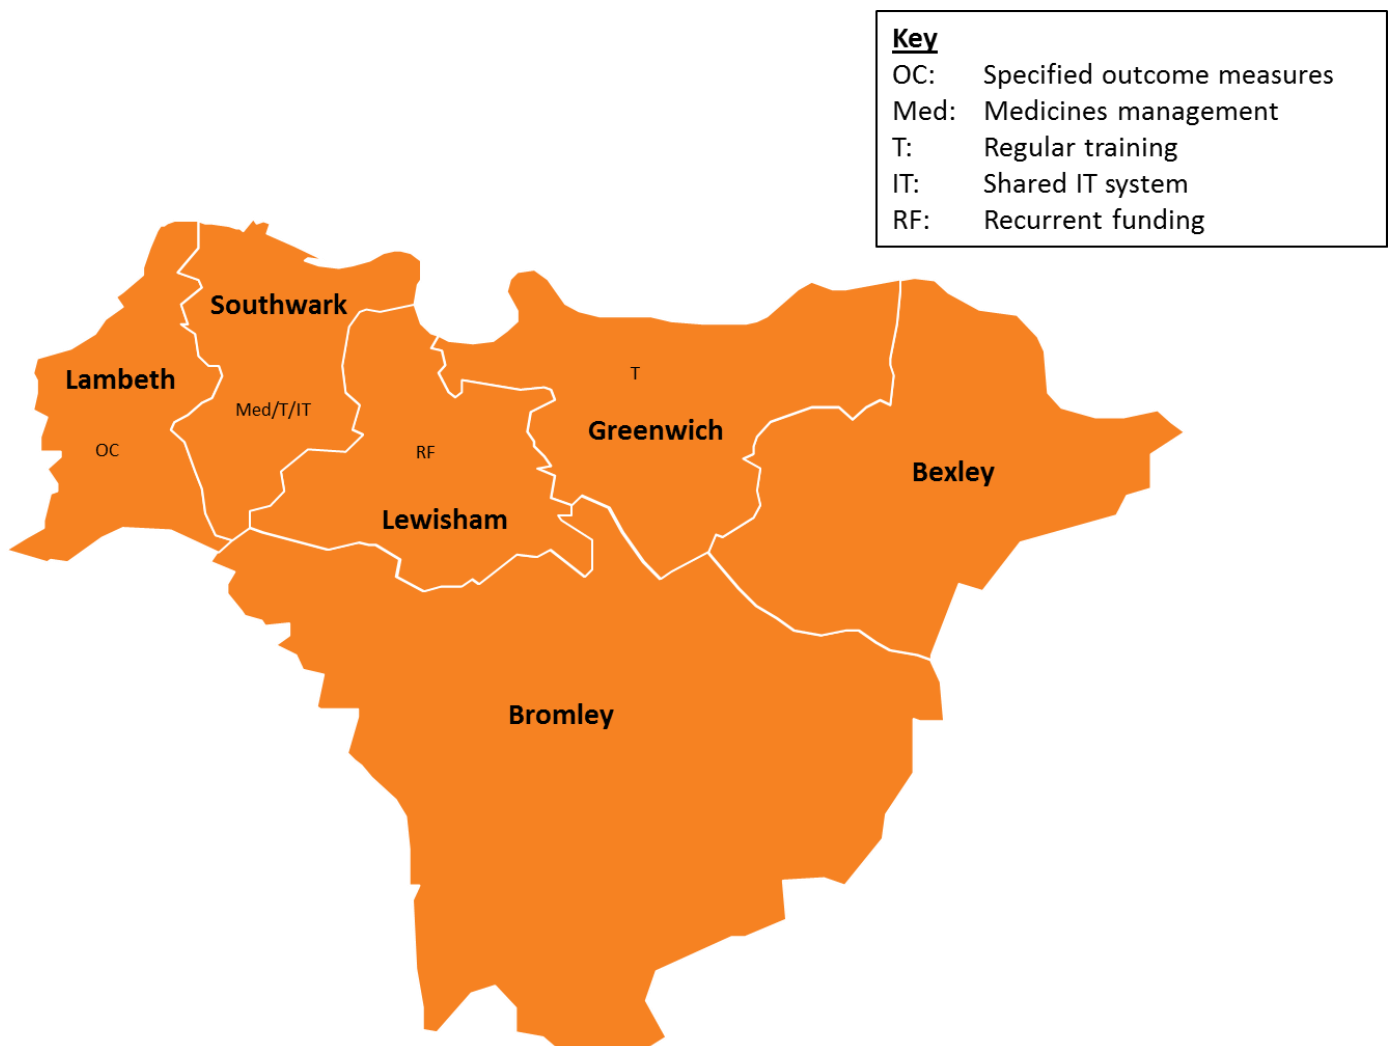 Key
OC: Specified outcome measures
Med: Medicines management
T: Regular training
IT: Shared IT system
RF: Recurrent funding
Southwark
Lambeth
T
Med/T/IT
Greenwich
OC
RF
Bexley
Lewisham
Bromley